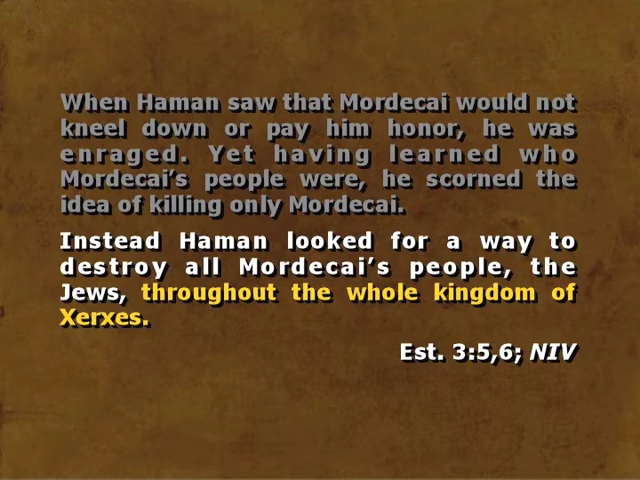 When Haman saw that Mordecai would not
kneel down or pay him honor, he was
enraged. Yet having learned who
Mordecai's people were, he scorned the
idea of killing only Mordecai.
Instead Haman looked for a way to
destroy all Mordecai's people, the
Jews, throughout the whole kingdom of
Xerxes.
Est. 3:5,6; NIV